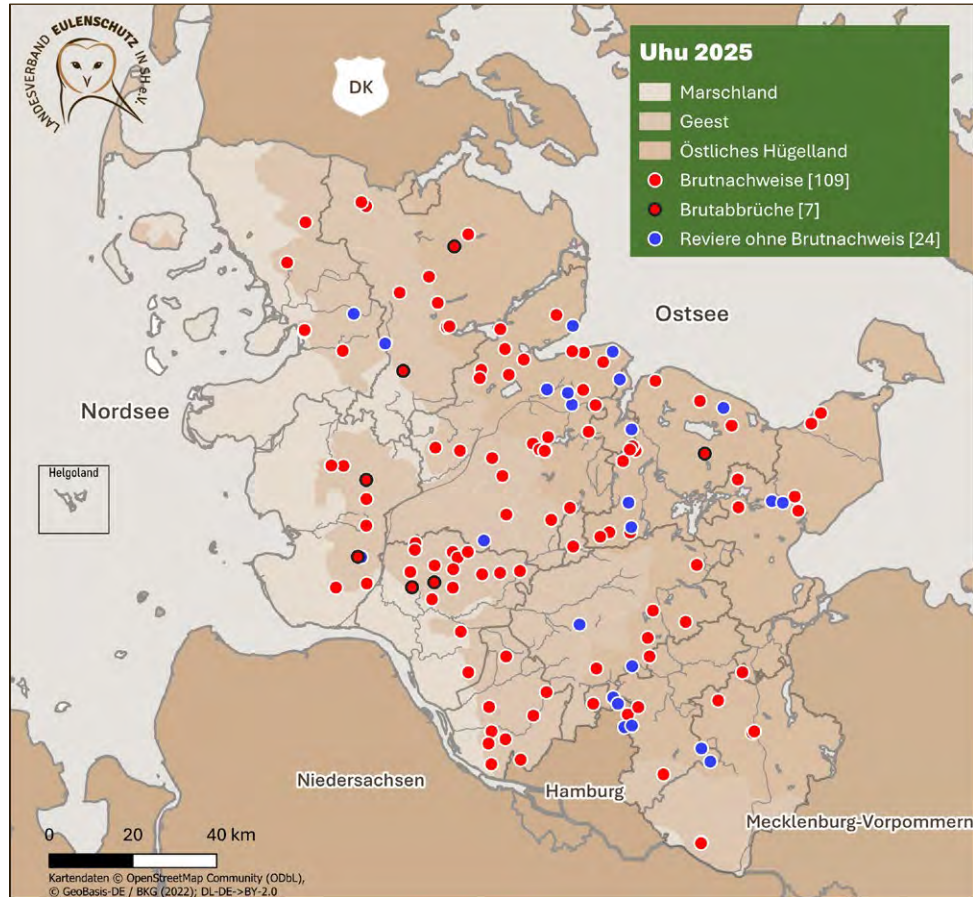 LANDESVERBAND EULENSCHUTZ IN SH e.V.
DK
Uhu 2025
Marschland
Geest
Östliches Hügelland
Brutnachweise [109]
Brutabbrüche [7]
Reviere ohne Brutnachweis [24]
Ostsee
Nordsee
Helgoland
Niedersachsen
Hamburg
Mecklenburg-Vorpommern
0 20 40 km
Kartendaten © OpenStreetMap Community (ODbL),
© GeoBasis-DE / BKG (2022); DL-DE->BY-2.0